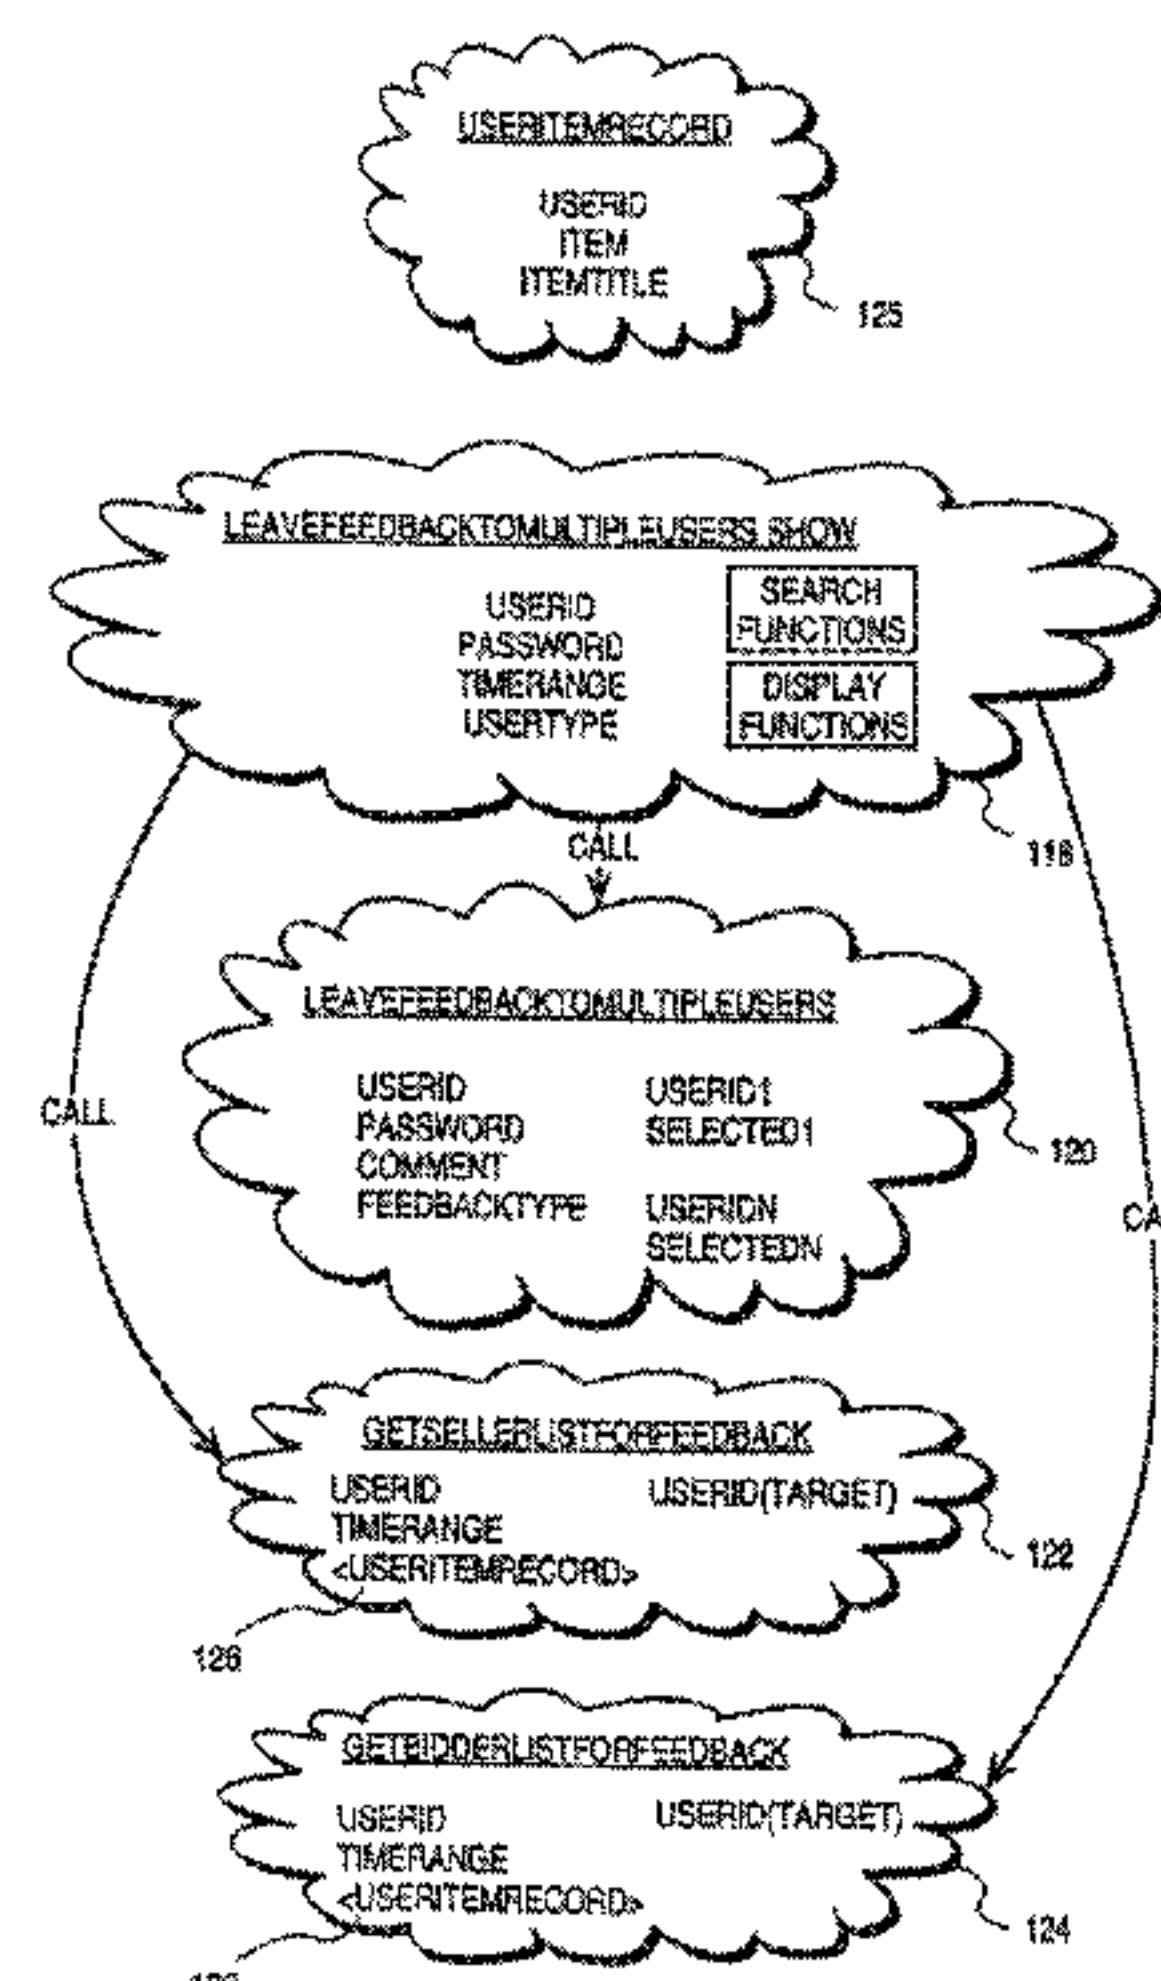 USERITEMRECORD
USERID
ITEM
ITEMTITLE
125
LEAVEFEEDBACKTOMULTIPLEUSERS SHOW
USERID
PASSWORD
TIMERANGE
USERTYPE
SEARCH
FUNCTIONS
DISPLAY
FUNCTIONS
118
CALL
LEAVEFEEDBACKTOMULTIPLEUSERS
USERID
PASSWORD
COMMENT
FEEDBACKTYPE
USERID1
SELECTED1
USERIDN
SELECTEDN
120
CALL
CA
GETSELLERLISTFORFEEDBACK
USERID
TIMERANGE
<USERITEMRECORD>
USERID(TARGET)
122
126
GETBIDDERLISTFORFEEDBACK
USERID
TIMERANGE
<USERITEMRECORD>
USERID(TARGET)
124